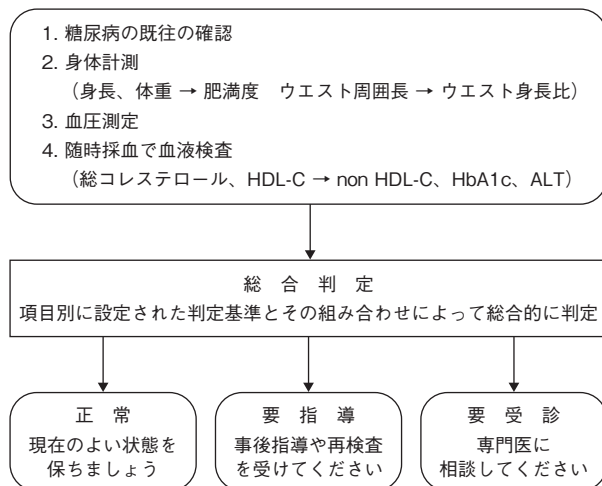 1. 糖尿病の既往の確認
2. 身体計測
（身長、体重 → 肥満度　ウエスト周囲長 → ウエスト身長比）
3. 血圧測定
4. 随時採血で血液検査
（総コレステロール、HDL-C → non HDL-C、HbA1c、ALT）
総　合　判　定
項目別に設定された判定基準とその組み合わせによって総合的に判定
正　常
現在のよい状態を
保ちましょう
要　指　導
事後指導や再検査
を受けてください
要　受　診
専門医に
相談してください